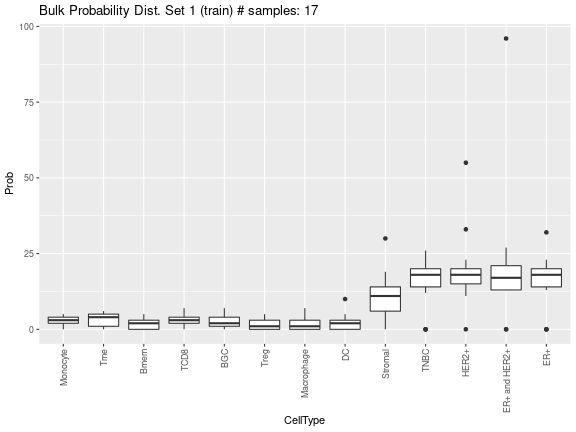 Bulk Probability Dist. Set 1 (train) # samples: 17
100
75
50
25
0
Prob
Monocyte
Tme
Bmem
TCD8
BGC
Treg
Macrophage
DC
Stromal
TNBC
HER2+
ER+ and HER2+
ER+
CellType